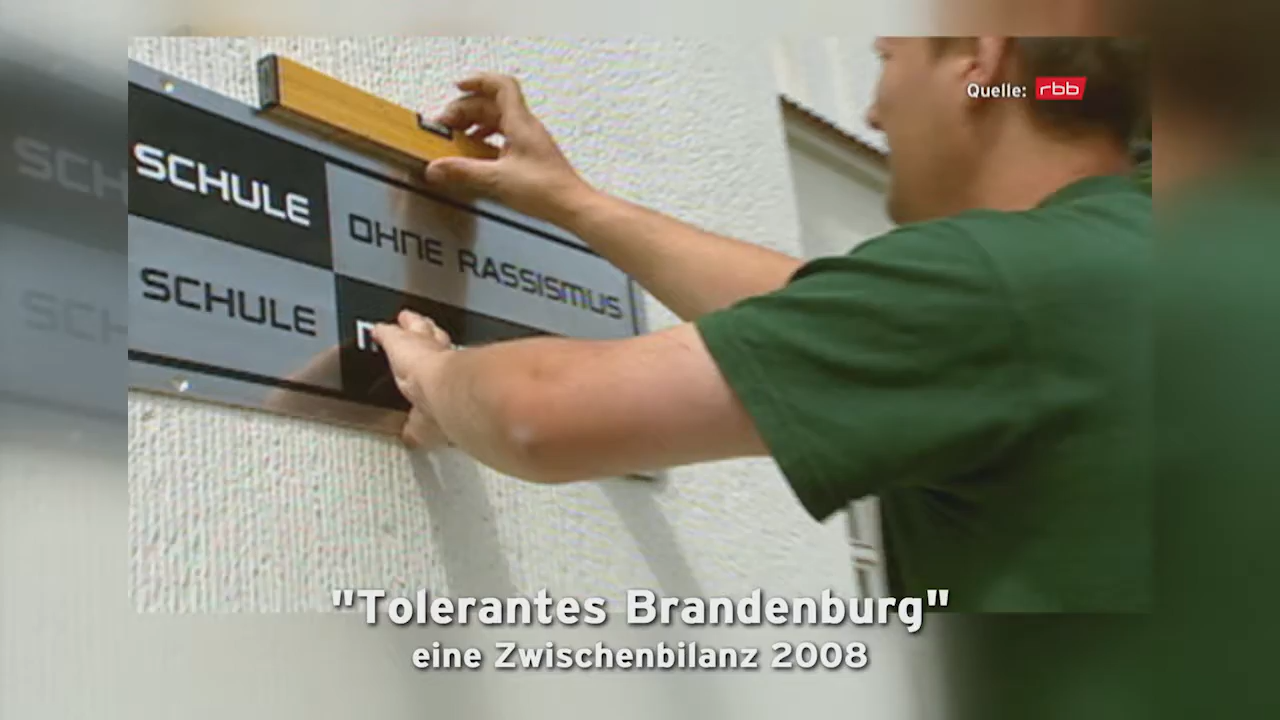 Quelle: rbb
SCHULE
OHNE RASSISMUS
SCHULE
"Tolerantes Brandenburg"
eine Zwischenbilanz 2008